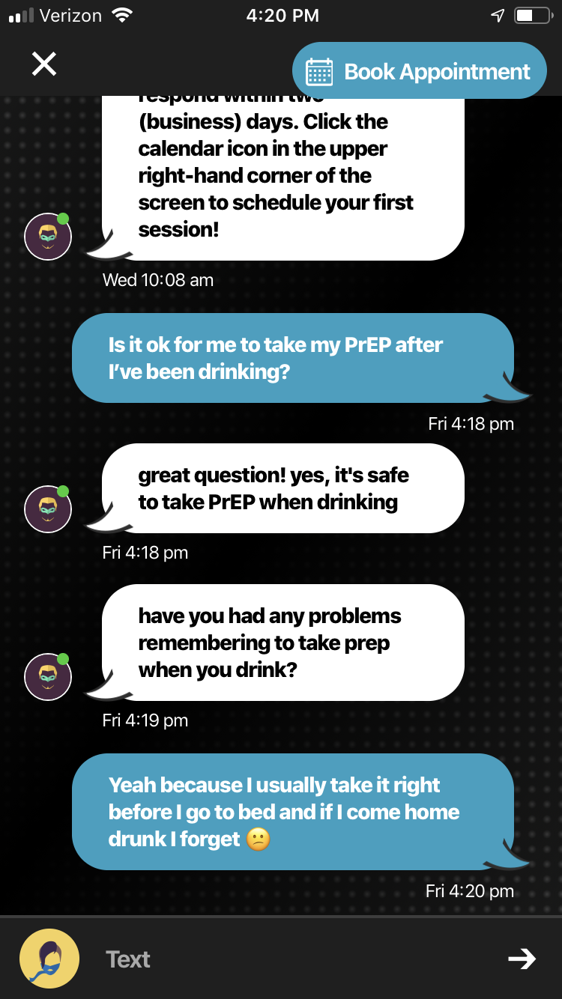 Verizon 4:20 PM
Book Appointment
respond within two
(business) days. Click the
calendar icon in the upper
right-hand corner of the
screen to schedule your first
session!
Wed 10:08 am
Is it ok for me to take my PrEP after
I've been drinking?
Fri 4:18 pm
great question! yes, it's safe
to take PrEP when drinking
Fri 4:18 pm
have you had any problems
remembering to take prep
when you drink?
Fri 4:19 pm
Yeah because I usually take it right
before I go to bed and if I come home
drunk I forget 😕
Fri 4:20 pm
Text